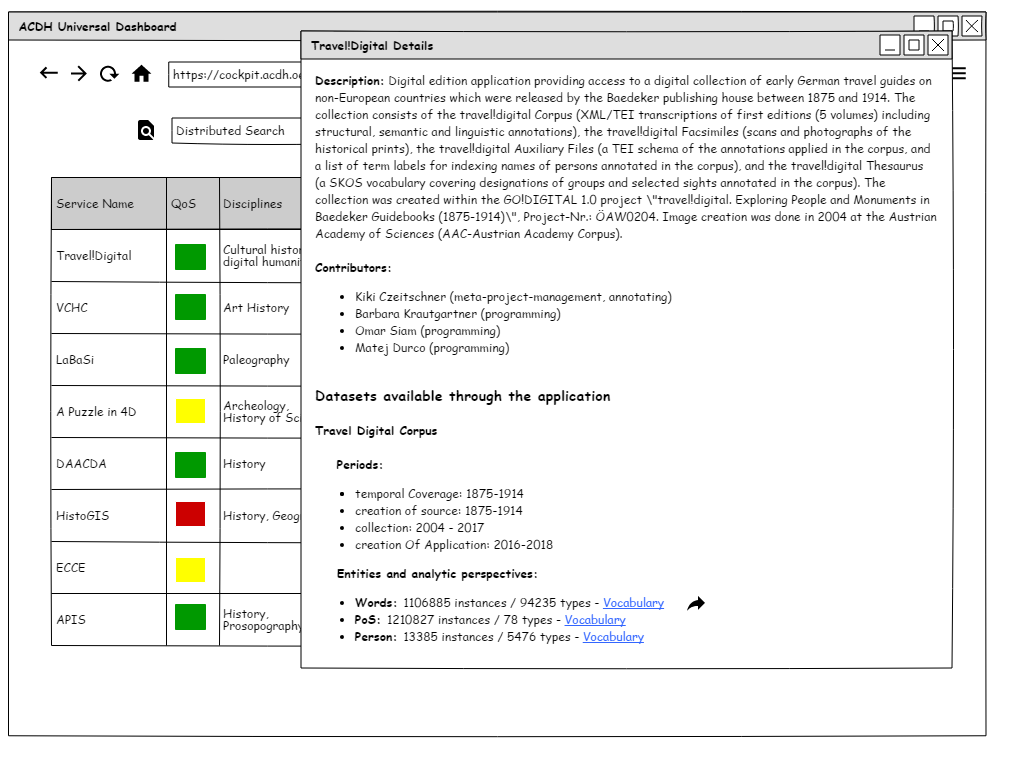 ACDH Universal Dashboard
Travel!Digital Details
https://cockpit.acdh.oe
Distributed Search
Service Name QoS Disciplines
Travel!Digital Cultural histor
digital humani
VCHC Art History
LaBaSi Paleography
A Puzzle in 4D Archeology,
History of Sc
DAACDA History
HistoGIS History, Geog
ECCE
APIS History,
Prosopography
Description: Digital edition application providing access to a digital collection of early German travel guides on
non-European countries which were released by the Baedeker publishing house between 1875 and 1914. The
collection consists of the travel!digital Corpus (XML/TEI transcriptions of first editions (5 volumes) including
structural, semantic and linguistic annotations), the travel!digital Facsimiles (scans and photographs of the
historical prints), the travel!digital Auxiliary Files (a TEI schema of the annotations applied in the corpus, and
a list of term labels for indexing names of persons annotated in the corpus), and the travel!digital Thesaurus
(a SKOS vocabulary covering designations of groups and selected sights annotated in the corpus). The
collection was created within the GO!DIGITAL 1.0 project \"travel!digital. Exploring People and Monuments in
Baedeker Guidebooks (1875-1914)\", Project-Nr.: ÖAW0204. Image creation was done in 2004 at the Austrian
Academy of Sciences (AAC-Austrian Academy Corpus).
Contributors:
• Kiki Czeitschner (meta-project-management, annotating)
• Barbara Krautgartner (programming)
• Omar Siam (programming)
• Matej Durco (programming)
Datasets available through the application
Travel Digital Corpus
Periods:
• temporal Coverage: 1875-1914
• creation of source: 1875-1914
• collection: 2004 - 2017
• creation Of Application: 2016-2018
Entities and analytic perspectives:
• Words: 1106885 instances / 94235 types - Vocabulary
• PoS: 1210827 instances / 78 types - Vocabulary
• Person: 13385 instances / 5476 types - Vocabulary